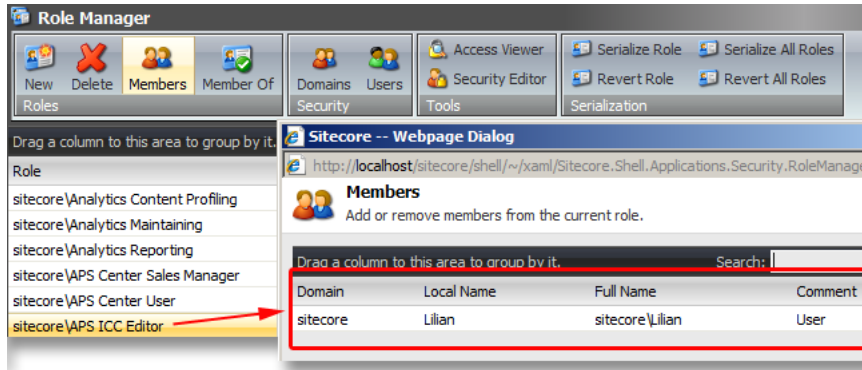 Role Manager
New Delete Members Member Of
Roles
Domains Users
Security
Access Viewer
Security Editor
Tools
Serialize Role Serialize All Roles
Revert Role Revert All Roles
Serialization
Drag a column to this area to group by it.
Role
sitecore\Analytics Content Profiling
sitecore\Analytics Maintaining
sitecore\Analytics Reporting
sitecore\APS Center Sales Manager
sitecore\APS Center User
sitecore\APS ICC Editor
Sitecore -- Webpage Dialog
http://localhost/sitecore/shell/~/xaml/Sitecore.Shell.Applications.Security.RoleManage
Members
Add or remove members from the current role.
Drag a column to this area to group by it. Search:
Domain Local Name Full Name Comment
sitecore Lilian sitecore\Lilian User